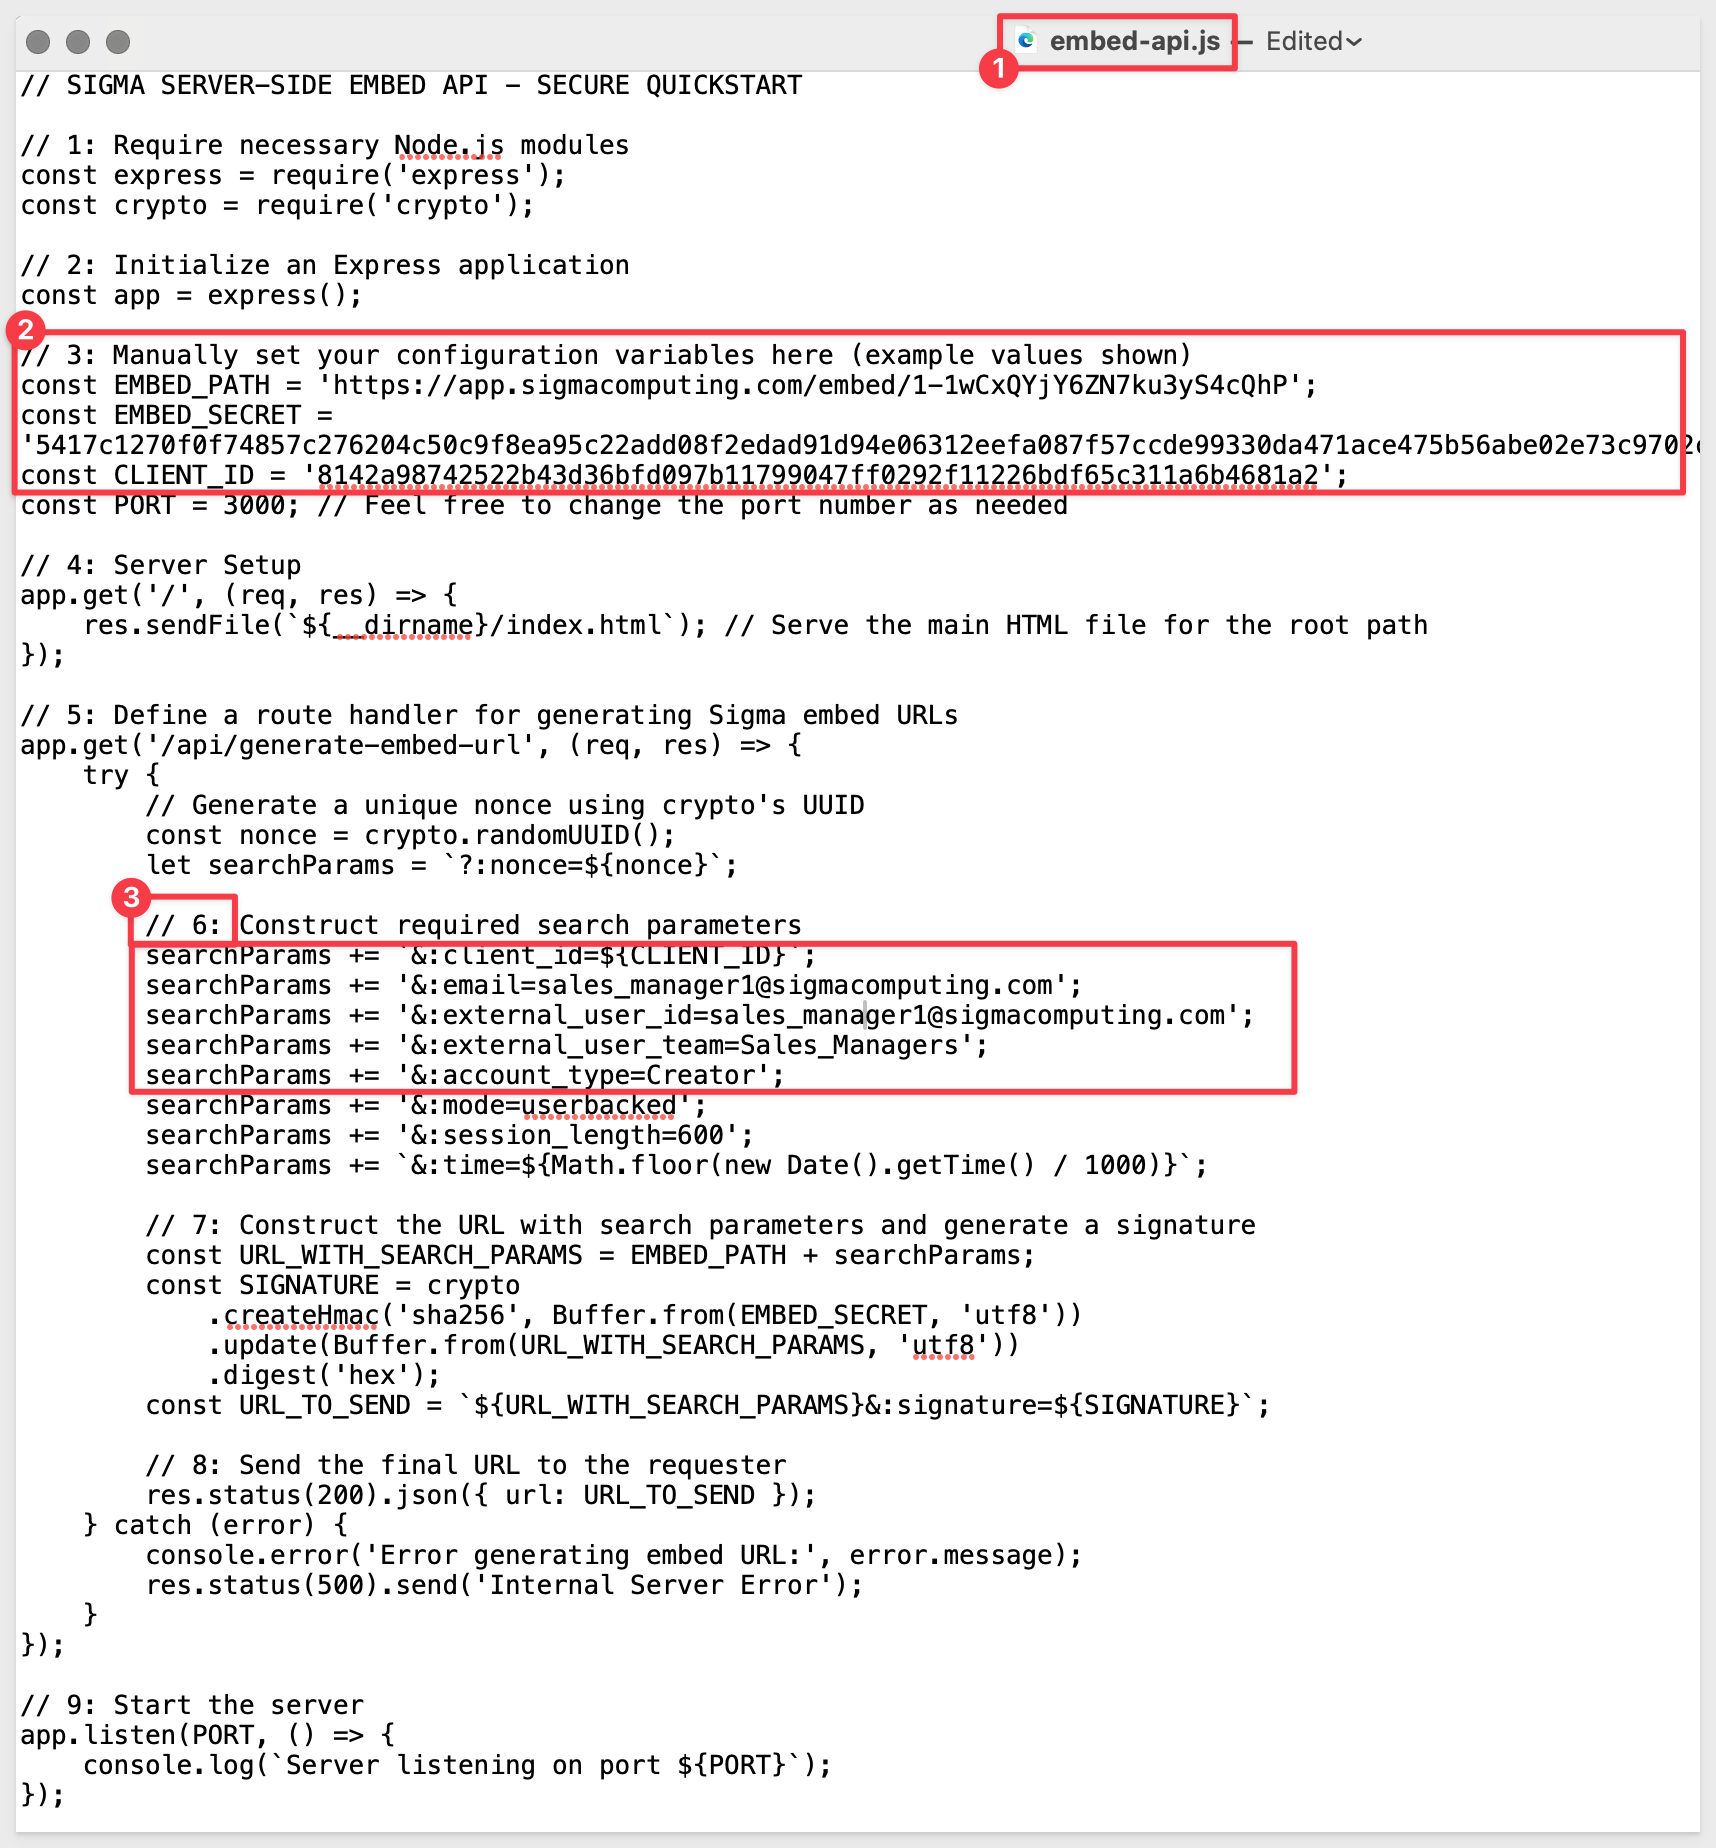 1
embed-api.js — Edited
// SIGMA SERVER-SIDE EMBED API - SECURE QUICKSTART
// 1: Require necessary Node.js modules
const express = require('express');
const crypto = require('crypto');
// 2: Initialize an Express application
const app = express();
2
// 3: Manually set your configuration variables here (example values shown)
const EMBED_PATH = 'https://app.sigmacomputing.com/embed/1-1wCxQYjY6ZN7ku3yS4cQhP';
const EMBED_SECRET =
'5417c1270f0f74857c276204c50c9f8ea95c22add08f2edad91d94e06312eefa087f57ccde99330da471ace475b56abe02e73c9702
const CLIENT_ID = '8142a98742522b43d36bfd097b11799047ff0292f11226bdf65c311a6b4681a2';
const PORT = 3000; // Feel free to change the port number as needed
// 4: Server Setup
app.get('/', (req, res) => {
    res.sendFile(`${__dirname}/index.html`); // Serve the main HTML file for the root path
});
// 5: Define a route handler for generating Sigma embed URLs
app.get('/api/generate-embed-url', (req, res) => {
    try {
        // Generate a unique nonce using crypto's UUID
        const nonce = crypto.randomUUID();
        let searchParams = `?:nonce=${nonce}`;
3
        // 6: Construct required search parameters
        searchParams += `&:client_id=${CLIENT_ID}`;
        searchParams += '&:email=sales_manager1@sigmacomputing.com';
        searchParams += '&:external_user_id=sales_manager1@sigmacomputing.com';
        searchParams += '&:external_user_team=Sales_Managers';
        searchParams += '&:account_type=Creator';
        searchParams += '&:mode=userbacked';
        searchParams += '&:session_length=600';
        searchParams += `&:time=${Math.floor(new Date().getTime() / 1000)}`;
        // 7: Construct the URL with search parameters and generate a signature
        const URL_WITH_SEARCH_PARAMS = EMBED_PATH + searchParams;
        const SIGNATURE = crypto
            .createHmac('sha256', Buffer.from(EMBED_SECRET, 'utf8'))
            .update(Buffer.from(URL_WITH_SEARCH_PARAMS, 'utf8'))
            .digest('hex');
        const URL_TO_SEND = `${URL_WITH_SEARCH_PARAMS}&:signature=${SIGNATURE}`;
        // 8: Send the final URL to the requester
        res.status(200).json({ url: URL_TO_SEND });
    } catch (error) {
        console.error('Error generating embed URL:', error.message);
        res.status(500).send('Internal Server Error');
    }
});
// 9: Start the server
app.listen(PORT, () => {
    console.log(`Server listening on port ${PORT}`);
});